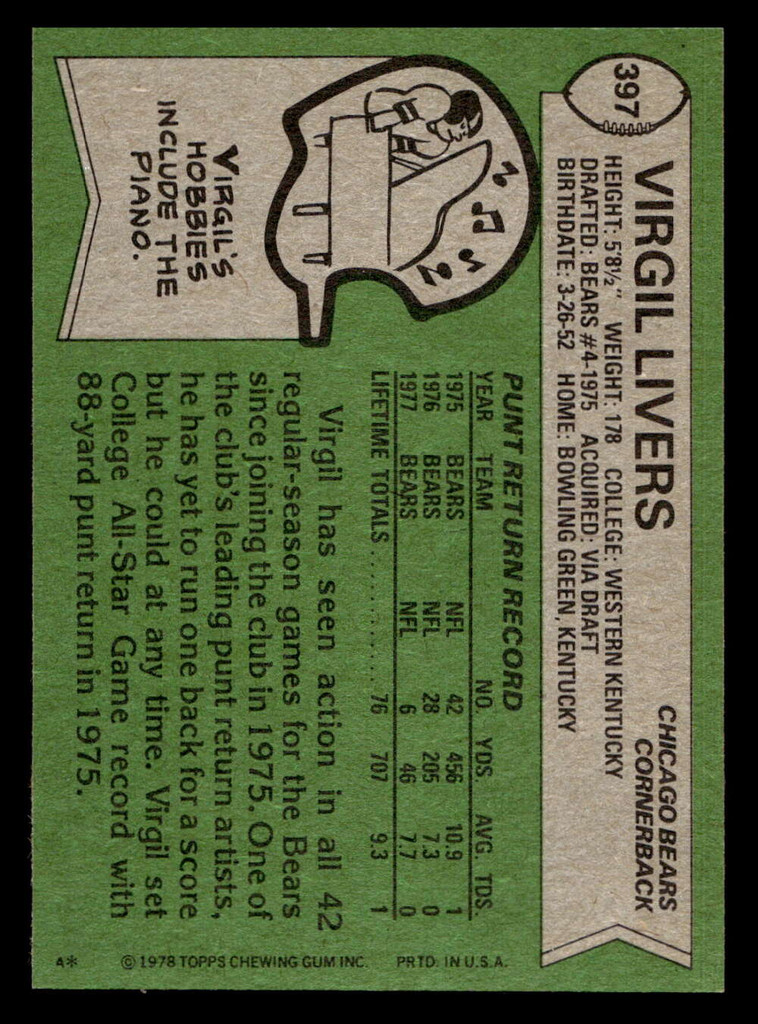 397
VIRGIL LIVERS
CHICAGO BEARS
CORNERBACK
HEIGHT: 5'8½" WEIGHT: 178 COLLEGE: WESTERN KENTUCKY
DRAFTED: BEARS #4-1975 ACQUIRED: VIA DRAFT
BIRTHDATE: 3-26-52 HOME: BOWLING GREEN, KENTUCKY
VIRGIL'S
HOBBIES
INCLUDE THE
PIANO.
PUNT RETURN RECORD
YEAR TEAM NO. YDS. AVG. TDS.
1975 BEARS NFL 42 456 10.9 1
1976 BEARS NFL 28 205 7.3 0
1977 BEARS NFL 6 46 7.7 0
LIFETIME TOTALS .......... 76 707 9.3 1
Virgil has seen action in all 42
regular-season games for the Bears
since joining the club in 1975. One of
the club's leading punt return artists,
he has yet to run one back for a score
but he could at any time. Virgil set
College All-Star Game record with
88-yard punt return in 1975.
A* © 1978 TOPPS CHEWING GUM INC. PRTD. IN U.S.A.